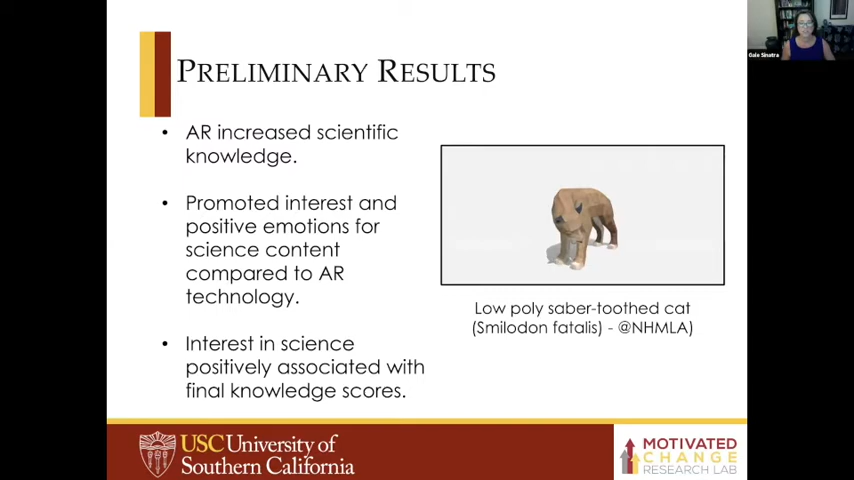 PRELIMINARY RESULTS
• AR increased scientific
knowledge.
• Promoted interest and
positive emotions for
science content
compared to AR
technology.
• Interest in science
positively associated with
final knowledge scores.
Low poly saber-toothed cat
(Smilodon fatalis) - @NHMLA)
USC University of
Southern California
MOTIVATED
CHANGE
RESEARCH LAB
Gale Sinatra